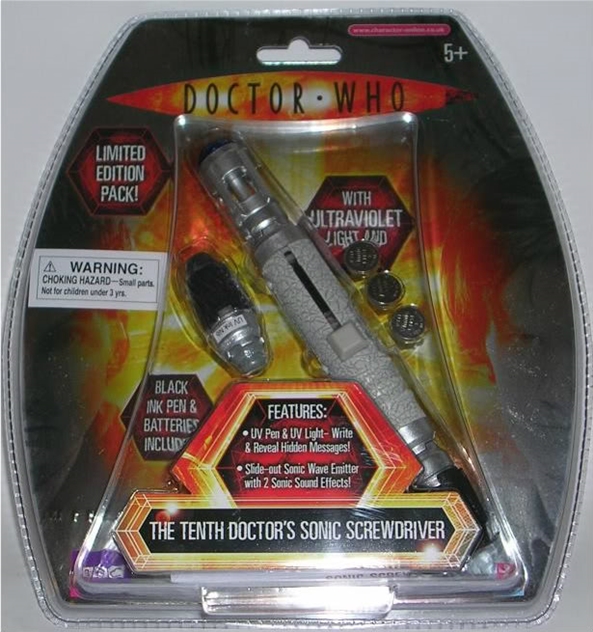 www.character-online.co.uk
5+
DOCTOR·WHO
LIMITED
EDITION
PACK!
WITH
ULTRAVIOLET
LIGHT AND
WARNING:
CHOKING HAZARD—Small parts.
Not for children under 3 yrs.
BLACK
INK PEN &
BATTERIES
FEATURES:
• UV Pen & UV Light- Write
& Reveal Hidden Messages!
• Slide-out Sonic Wave Emitter
with 2 Sonic Sound Effects!
THE TENTH DOCTOR'S SONIC SCREWDRIVER
BBC